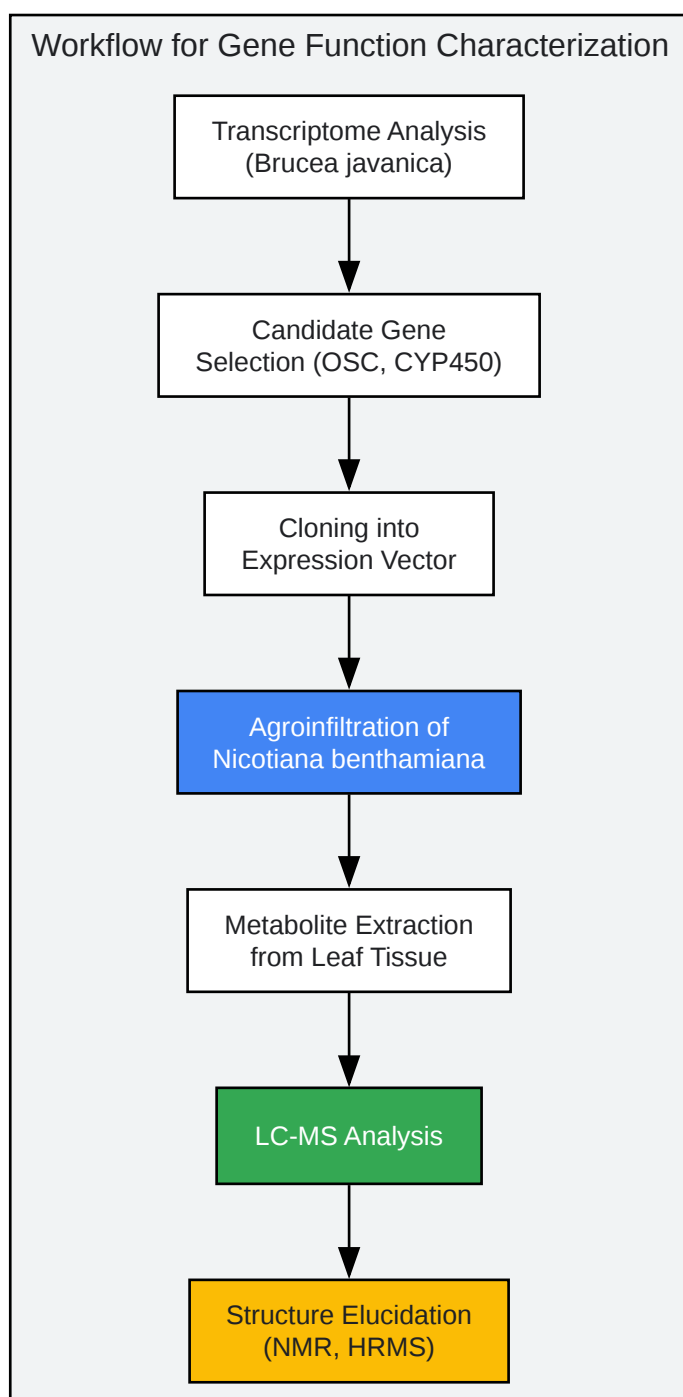 Workflow for Gene Function Characterization
Transcriptome Analysis
(Brucea javanica)
Candidate Gene
Selection (OSC, CYP450)
Cloning into
Expression Vector
Agroinfiltration of
Nicotiana benthamiana
Metabolite Extraction
from Leaf Tissue
LC-MS Analysis
Structure Elucidation
(NMR, HRMS)